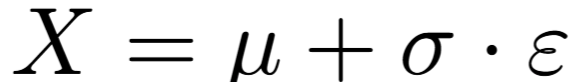 X = μ + σ · ε